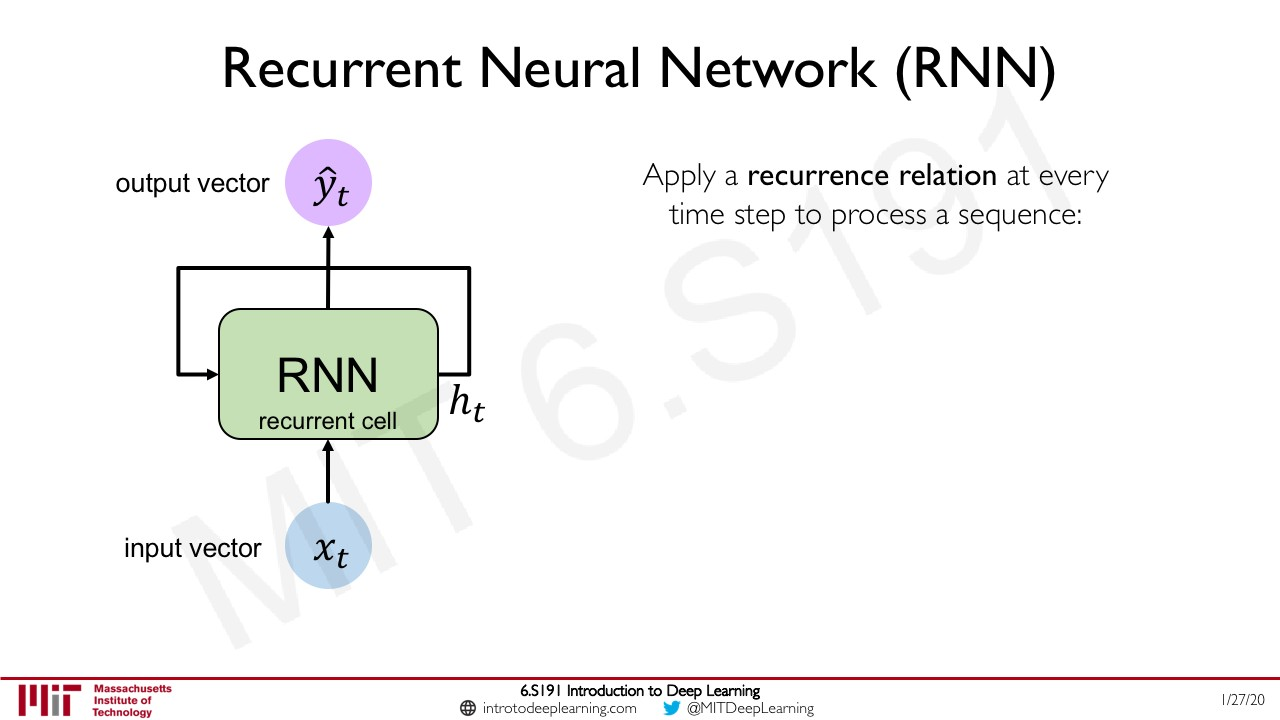 Recurrent Neural Network (RNN)
output vector
ŷₜ
RNN
recurrent cell
hₜ
input vector
xₜ
Apply a recurrence relation at every
time step to process a sequence:
MIT 6.S191
Massachusetts
Institute of
Technology
6.S191 Introduction to Deep Learning
introtodeeplearning.com @MITDeepLearning
1/27/20